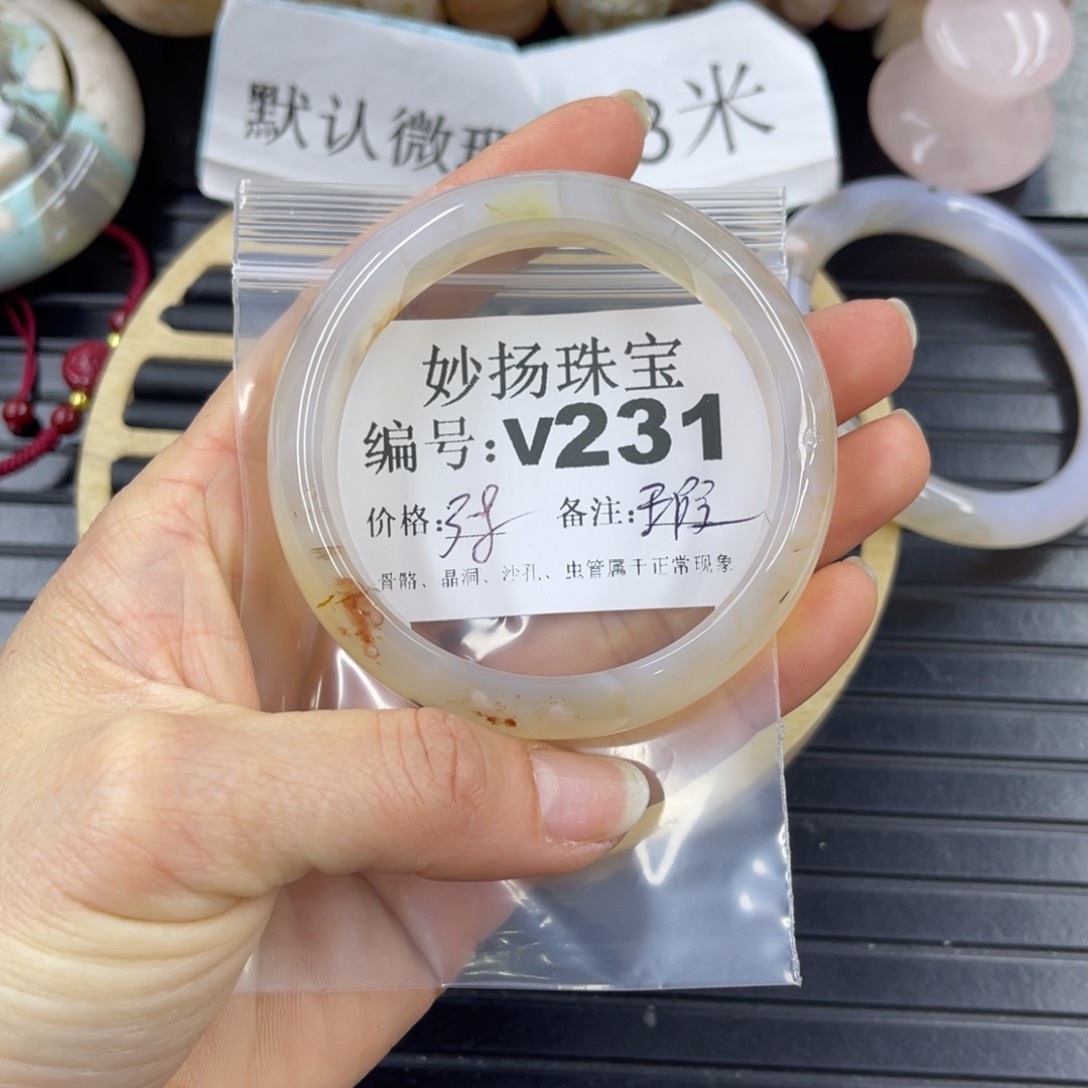 默认微瑕 3米
妙扬珠宝
编号:v231
价格: 备注:
骨骼、晶洞、沙孔、虫管属于正常现象